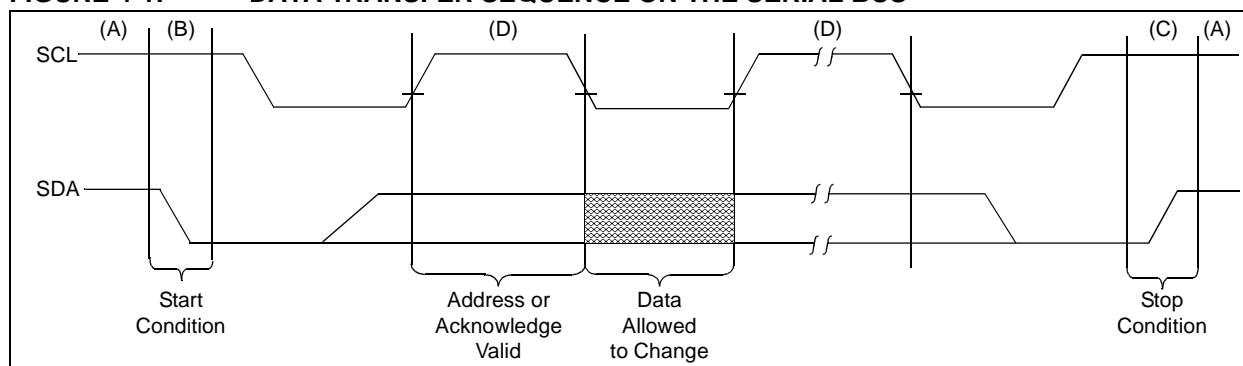 FIGURE 4-1: DATA TRANSFER SEQUENCE ON THE SERIAL BUS
(A) (B) (D) (D) (C) (A)
SCL
SDA
Start
Condition
Address or
Acknowledge
Valid
Data
Allowed
to Change
Stop
Condition